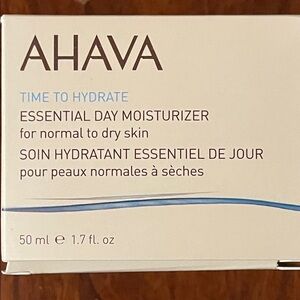 AHAVA
TIME TO HYDRATE
ESSENTIAL DAY MOISTURIZER
for normal to dry skin
SOIN HYDRATANT ESSENTIEL DE JOUR
pour peaux normales à sèches
50 ml ℮ 1.7 fl. oz